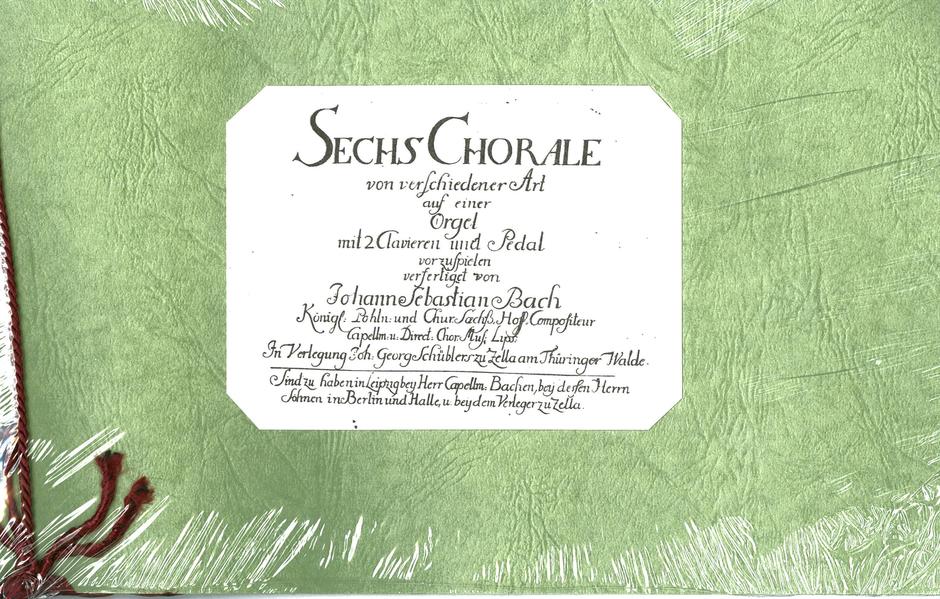 SECHS CHORALE
von verschiedener Art
auf einer
Orgel
mit 2 Clavieren und Pedal
vorzuspielen
verfertiget von
Johann Sebastian Bach
Königl: Pohln: und Chur-Sächß. Hoff-Compositeur
Capellm: u: Direct: Chor: Mus: Lips:
In Verlegung Joh: Georg Schüblers zu Zella am Thüringer Walde.
Sind zu haben in Leipzig bey Herr Capellm: Bachen, bey dessen Herrn
Söhnen in Berlin und Halle, u: bey dem Verleger zu Zella.